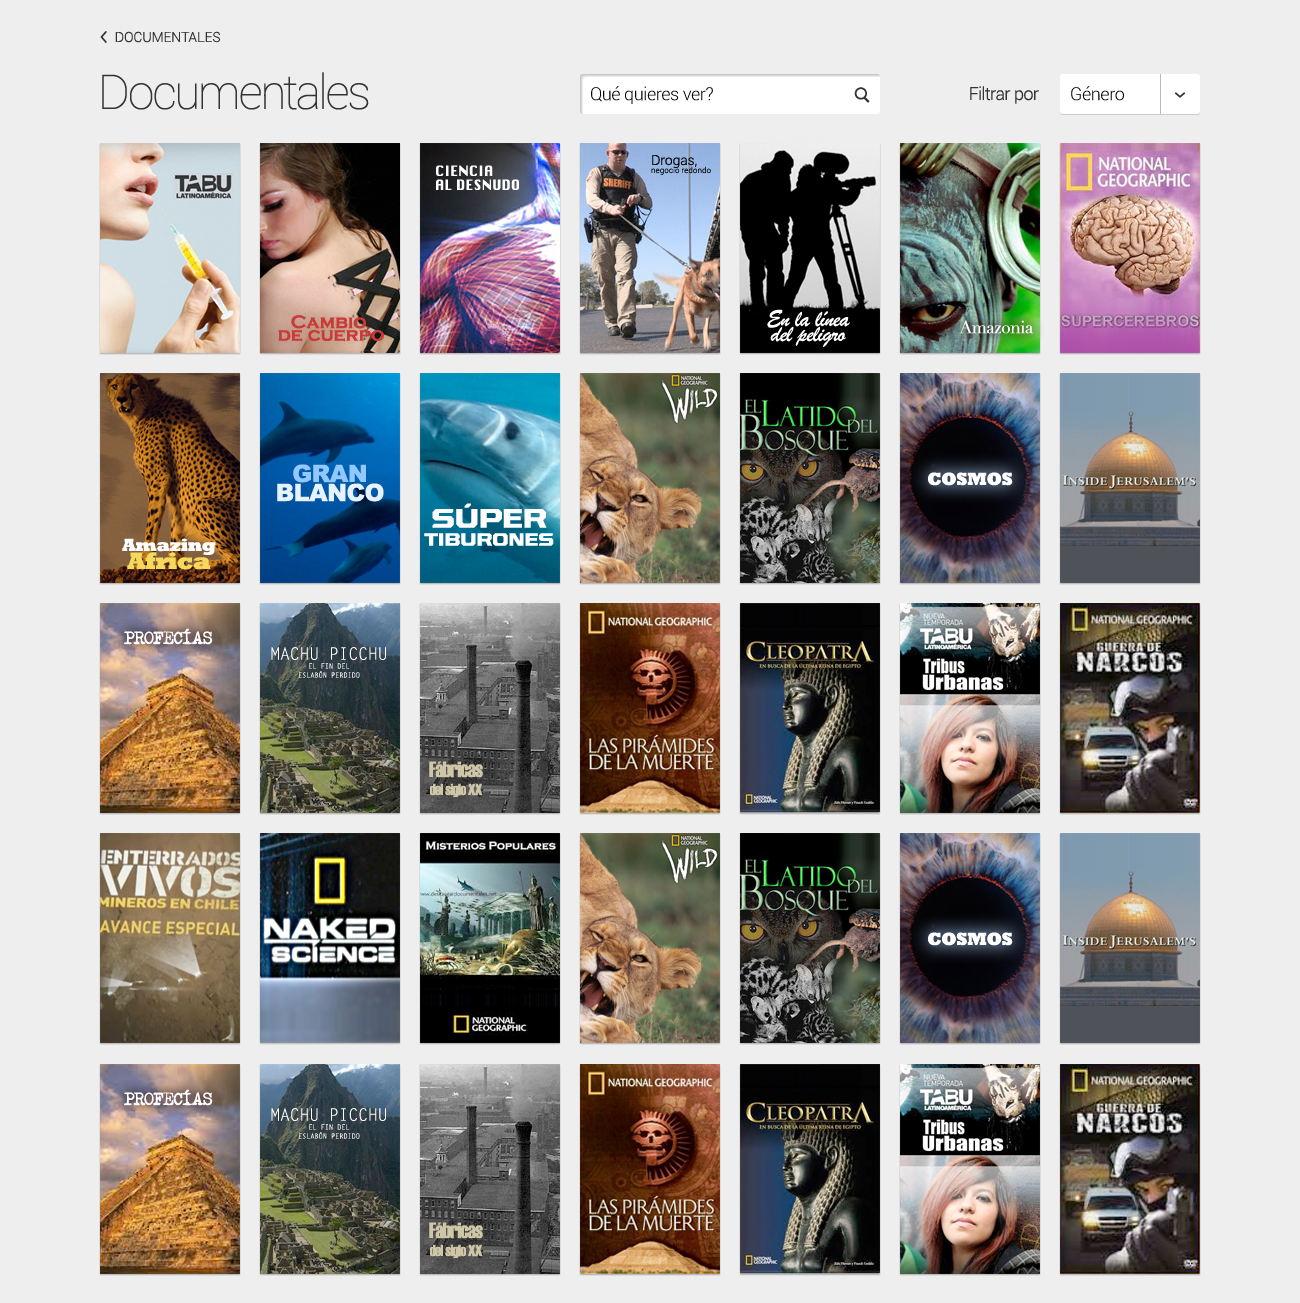 DOCUMENTALES
Documentales
Qué quieres ver?
Filtrar por
Género
TABU
LATINOAMÉRICA
CAMBIO
DE CUERPO
CIENCIA
AL DESNUDO
SHERIFF
Drogas,
negocio redondo
En la línea
del peligro
Amazonia
NATIONAL
GEOGRAPHIC
SUPERCEREBROS
Amazing
Africa
GRAN
BLANCO
SÚPER
TIBURONES
NATIONAL
GEOGRAPHIC
WILD
EL LATIDO DEL
BOSQUE
COSMOS
INSIDE JERUSALEM'S
PROFECÍAS
MACHU PICCHU
EL FIN DEL
ESLABÓN PERDIDO
Fábricas
del siglo XX
NATIONAL GEOGRAPHIC
LAS PIRÁMIDES
DE LA MUERTE
CLEOPATRA
EN BUSCA DE LA ÚLTIMA REINA DE EGIPTO
NATIONAL
GEOGRAPHIC
NUEVA
TEMPORADA
TABU
LATINOAMÉRICA
Tribus
Urbanas
NATIONAL GEOGRAPHIC
GUERRA DE
NARCOS
DVD
ENTERRADOS
VIVOS
MINEROS EN CHILE
AVANCE ESPECIAL
NAKED
SCIENCE
MISTERIOS POPULARES
NATIONAL
GEOGRAPHIC
NATIONAL
GEOGRAPHIC
WILD
EL LATIDO DEL
BOSQUE
COSMOS
INSIDE JERUSALEM'S
PROFECÍAS
MACHU PICCHU
EL FIN DEL
ESLABÓN PERDIDO
Fábricas
del siglo XX
NATIONAL GEOGRAPHIC
LAS PIRÁMIDES
DE LA MUERTE
CLEOPATRA
EN BUSCA DE LA ÚLTIMA REINA DE EGIPTO
NATIONAL
GEOGRAPHIC
NUEVA
TEMPORADA
TABU
LATINOAMÉRICA
Tribus
Urbanas
NATIONAL GEOGRAPHIC
GUERRA DE
NARCOS
DVD